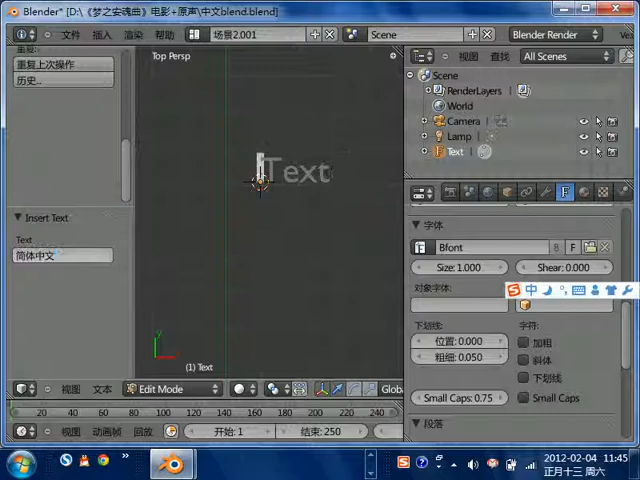 Blender* [D:\《梦之安魂曲》电影+原声\中文blend.blend]
文件 插入 渲染 帮助 场景2.001 Scene Blender Render
重复上次操作
历史...
Top Persp
视图 查找 All Scenes
Scene
RenderLayers
World
Camera
Lamp
Text
Text
Insert Text
Text
简体中文
字体
Bfont F
Size: 1.000 Shear: 0.000
对象字体
中
下划线: 字符:
位置: 0.000 加粗
粗细: 0.050 斜体
下划线
Small Caps: 0.75 Small Caps
段落
(1) Text
视图 文本 Edit Mode Globa
20 40 60 80 100 120 140 160 180 200 220 240
视图 动画帧 回放 开始: 1 结束: 250
2012-02-04 11:45
正月十三 周六